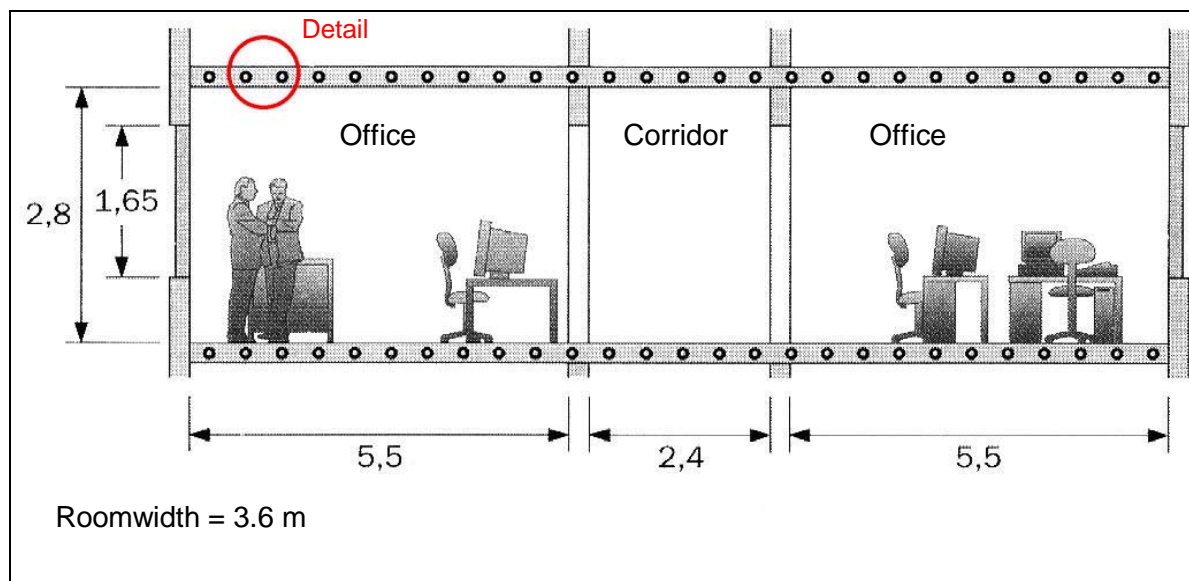 Detail
Office
Corridor
Office
2,8
1,65
5,5
2,4
5,5
Roomwidth = 3.6 m